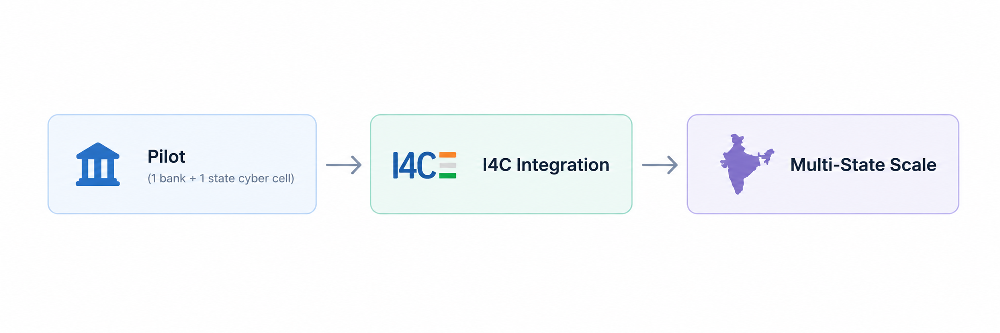 Pilot
(1 bank + 1 state cyber cell)
I4C
I4C Integration
Multi-State Scale